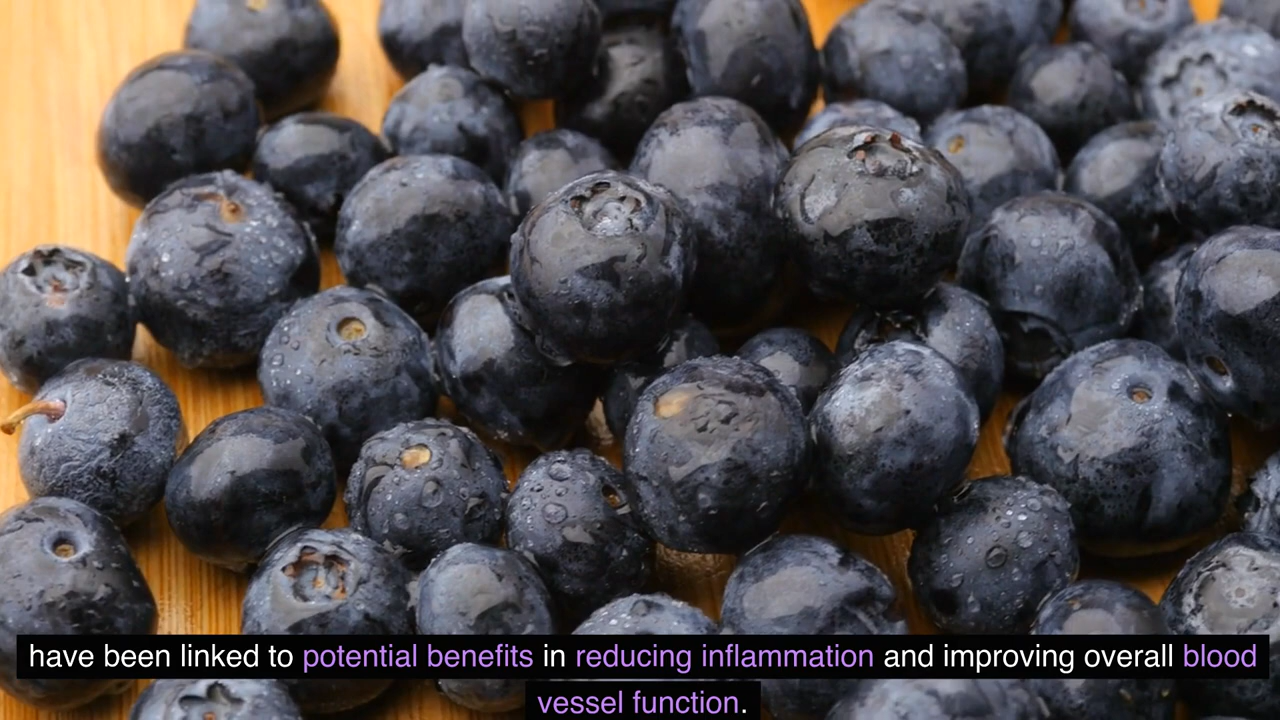 have been linked to potential benefits in reducing inflammation and improving overall blood
vessel function.